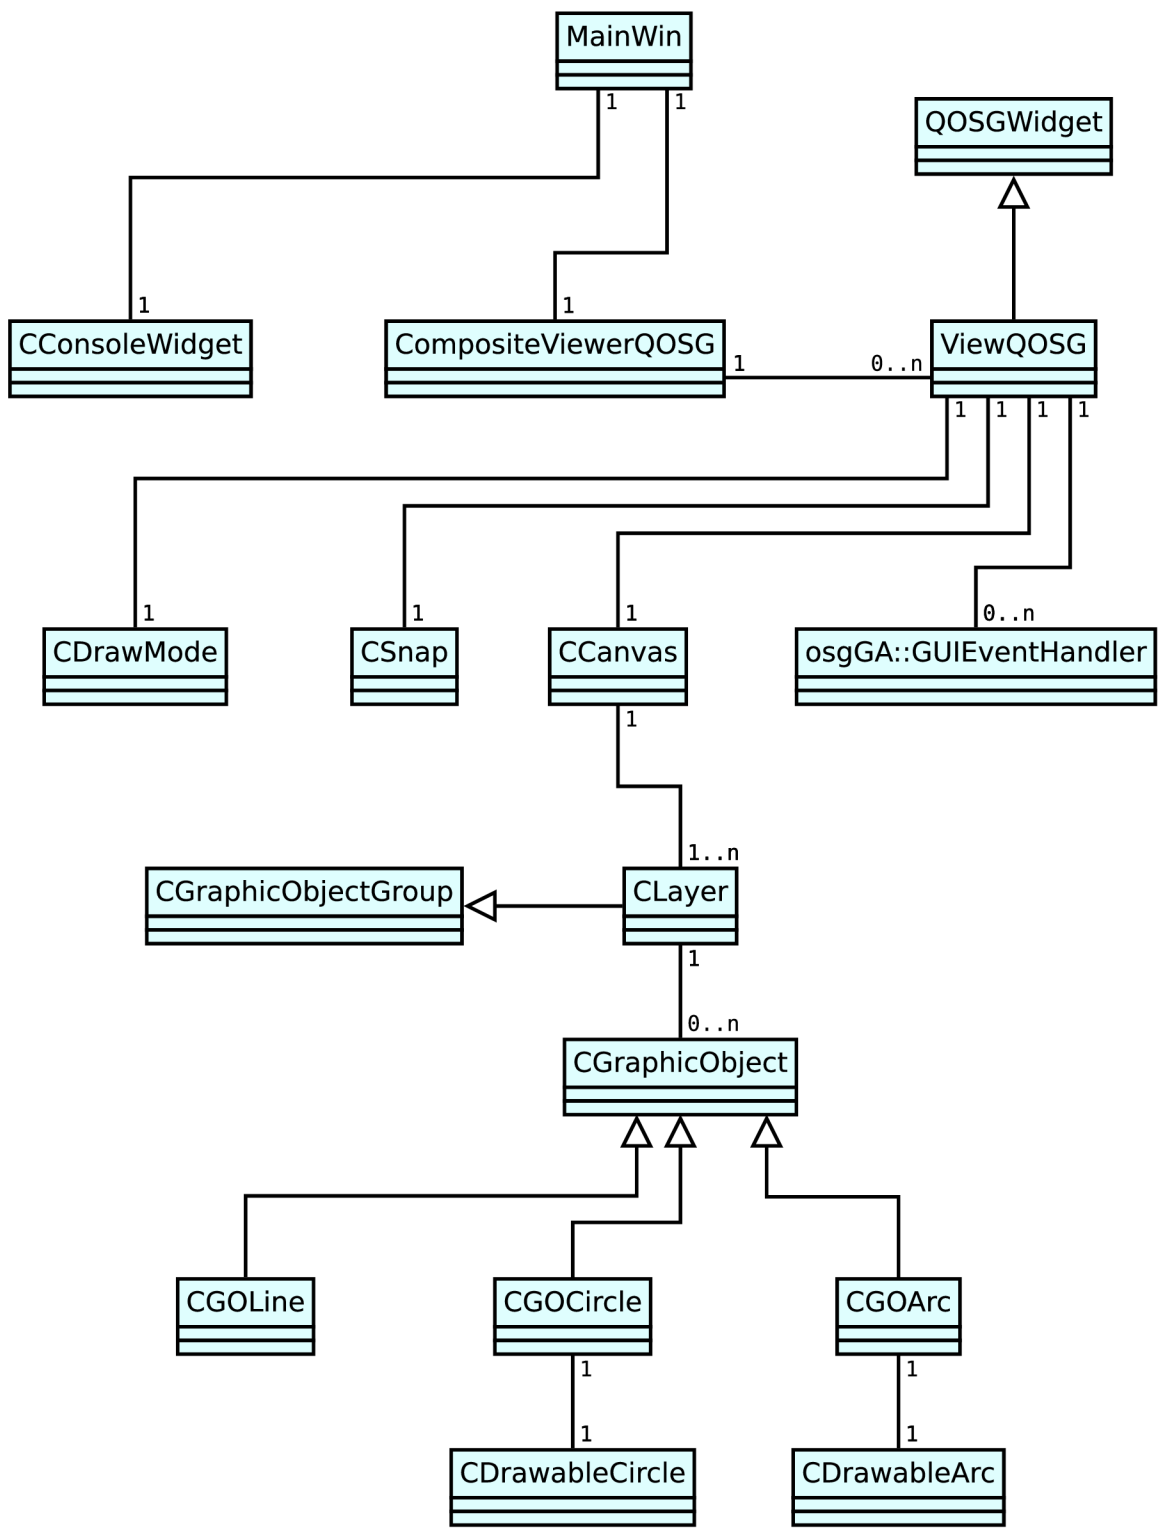 MainWin
1
1
QOSGWidget
1
1
CConsoleWidget
CompositeViewerQOSG
1
0..n
ViewQOSG
1
1
1
1
1
1
1
0..n
CDrawMode
CSnap
CCanvas
osgGA::GUIEventHandler
1
1..n
CGraphicObjectGroup
CLayer
1
0..n
CGraphicObject
CGOLine
CGOCircle
CGOArc
1
1
1
1
CDrawableCircle
CDrawableArc